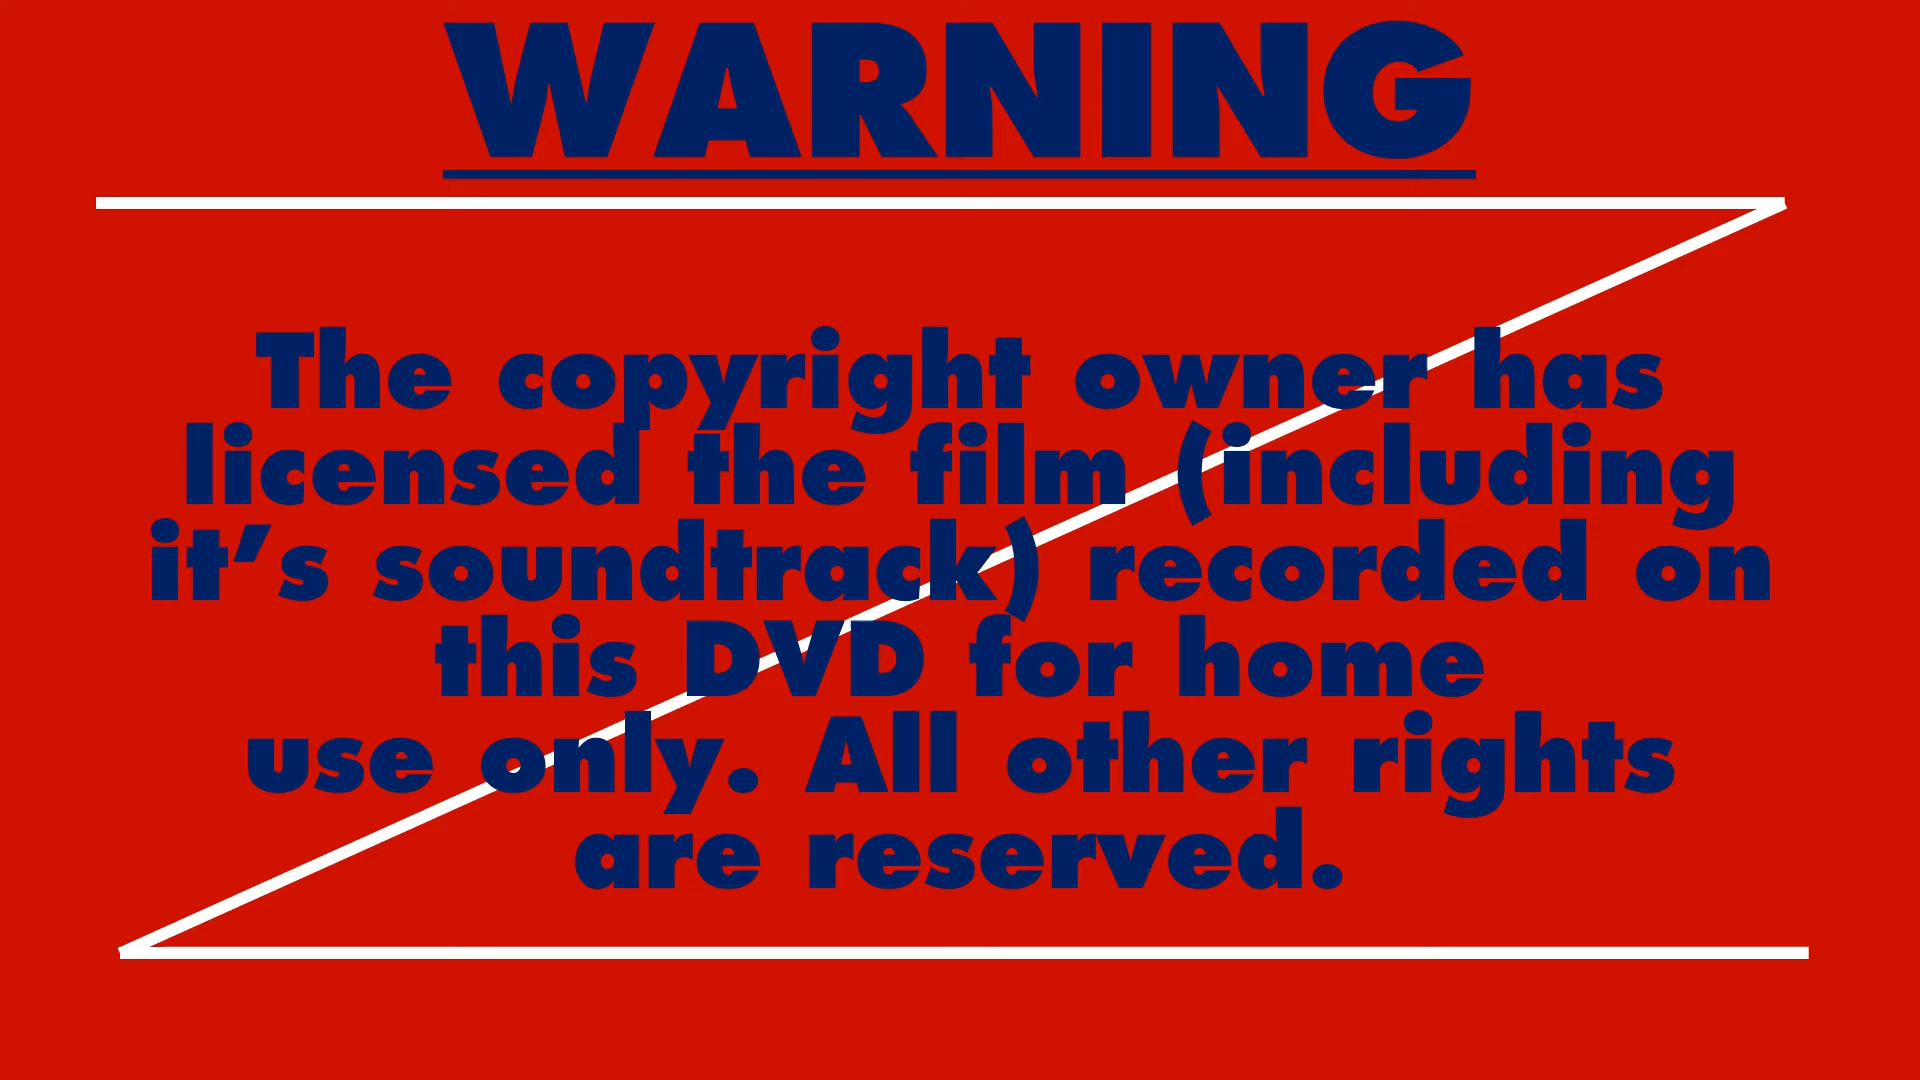 WARNING
The copyright owner has
licensed the film (including
it’s soundtrack) recorded on
this DVD for home
use only. All other rights
are reserved.